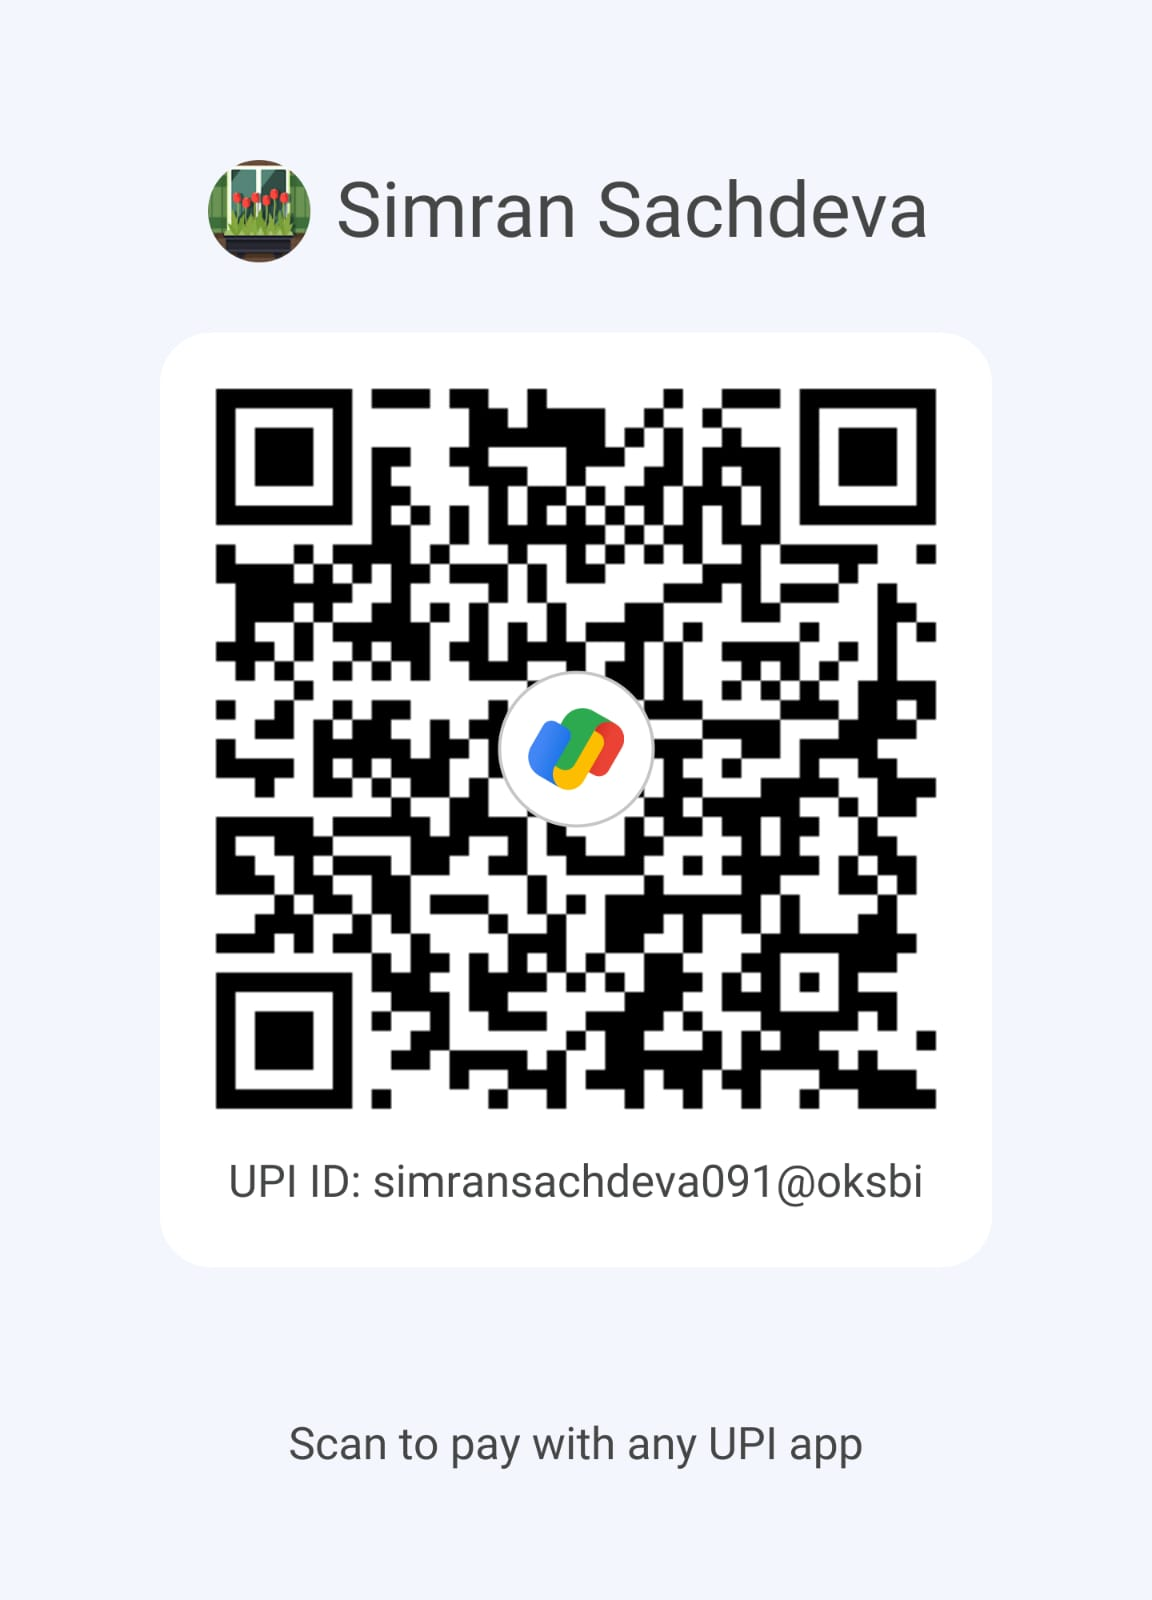 Simran Sachdeva
UPI ID: simransachdeva091@oksbi
Scan to pay with any UPI app